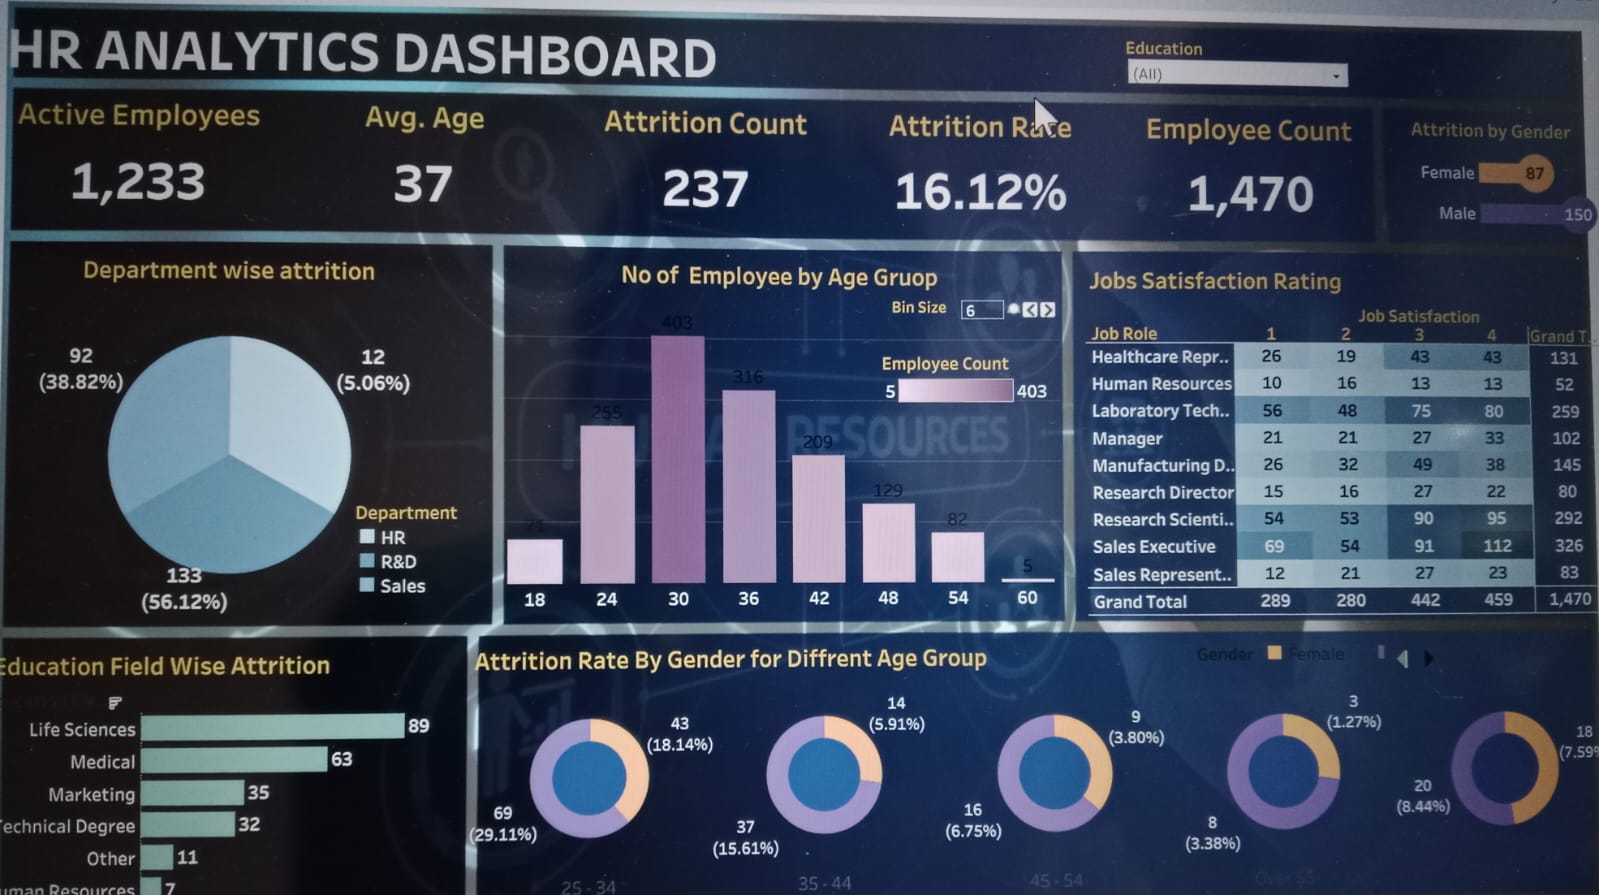 HR ANALYTICS DASHBOARD
Education
(All)
Active Employees
1,233
Avg. Age
37
Attrition Count
237
Attrition Rate
16.12%
Employee Count
1,470
Attrition by Gender
Female 87
Male 150
Department wise attrition
92
(38.82%)
12
(5.06%)
133
(56.12%)
Department
HR
R&D
Sales
No of Employee by Age Gruop
Bin Size 6
Employee Count
5 403
71 255 403 316 209 129 82 5
18 24 30 36 42 48 54 60
RESOURCES
Jobs Satisfaction Rating
Job Satisfaction
Job Role 1 2 3 4 Grand T..
Healthcare Repr.. 26 19 43 43 131
Human Resources 10 16 13 13 52
Laboratory Tech.. 56 48 75 80 259
Manager 21 21 27 33 102
Manufacturing D.. 26 32 49 38 145
Research Director 15 16 27 22 80
Research Scienti.. 54 53 90 95 292
Sales Executive 69 54 91 112 326
Sales Represent.. 12 21 27 23 83
Grand Total 289 280 442 459 1,470
Education Field Wise Attrition
Life Sciences 89
Medical 63
Marketing 35
Technical Degree 32
Other 11
uman Resources 7
Attrition Rate By Gender for Diffrent Age Group
Gender Female
43
(18.14%)
69
(29.11%)
25 - 34
14
(5.91%)
37
(15.61%)
35 - 44
9
(3.80%)
16
(6.75%)
45 - 54
3
(1.27%)
8
(3.38%)
Over 55
18
(7.59%
20
(8.44%)